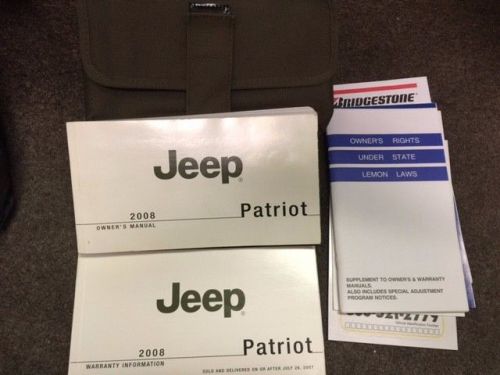 Jeep
2008
OWNER'S MANUAL
Patriot
Jeep
2008
WARRANTY INFORMATION
Patriot
SOLD AND DELIVERED ON OR AFTER JULY 26, 2007
BRIDGESTONE
OWNER'S RIGHTS
UNDER STATE
LEMON LAWS
SUPPLEMENT TO OWNER'S & WARRANTY
MANUALS.
ALSO INCLUDES SPECIAL ADJUSTMENT
PROGRAM NOTICES.